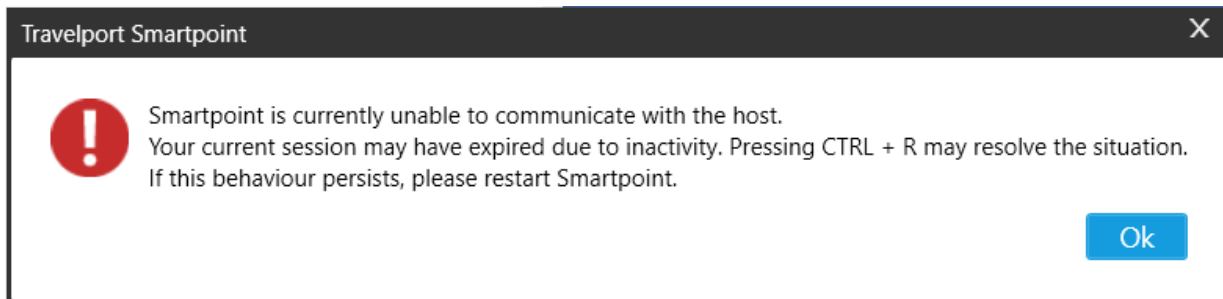 Travelport Smartpoint
X
Smartpoint is currently unable to communicate with the host.
Your current session may have expired due to inactivity. Pressing CTRL + R may resolve the situation.
If this behaviour persists, please restart Smartpoint.
Ok